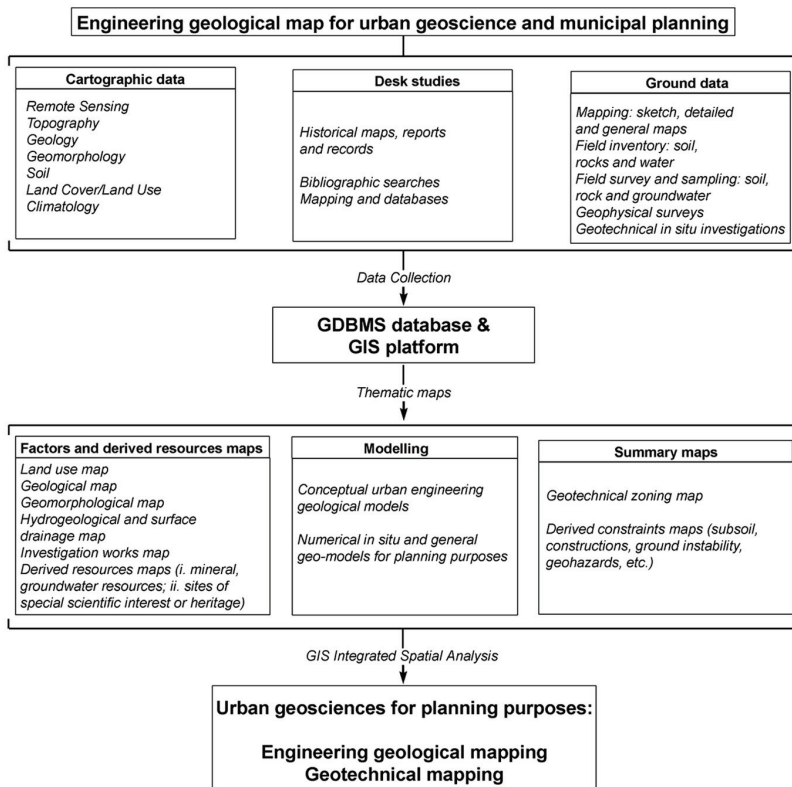 Engineering geological map for urban geoscience and municipal planning
Cartographic data
Remote Sensing
Topography
Geology
Geomorphology
Soil
Land Cover/Land Use
Climatology
Desk studies
Historical maps, reports
and records
Bibliographic searches
Mapping and databases
Ground data
Mapping: sketch, detailed
and general maps
Field inventory: soil,
rocks and water
Field survey and sampling: soil,
rock and groundwater
Geophysical surveys
Geotechnical in situ investigations
Data Collection
GDBMS database &
GIS platform
Thematic maps
Factors and derived resources maps
Land use map
Geological map
Geomorphological map
Hydrogeological and surface
drainage map
Investigation works map
Derived resources maps (i. mineral,
groundwater resources; ii. sites of
special scientific interest or heritage)
Modelling
Conceptual urban engineering
geological models
Numerical in situ and general
geo-models for planning purposes
Summary maps
Geotechnical zoning map
Derived constraints maps (subsoil,
constructions, ground instability,
geohazards, etc.)
GIS Integrated Spatial Analysis
Urban geosciences for planning purposes:
Engineering geological mapping
Geotechnical mapping